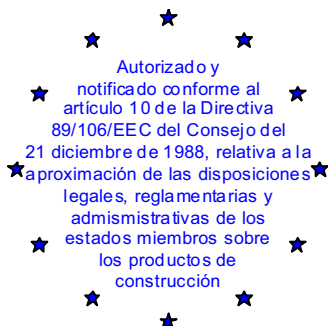 Autorizado y
notificado conforme al
artículo 10 de la Directiva
89/106/EEC del Consejo del
21 diciembre de 1988, relativa a la
aproximación de las disposiciones
legales, reglamentarias y
admismistrativas de los
estados miembros sobre
los productos de
construcción